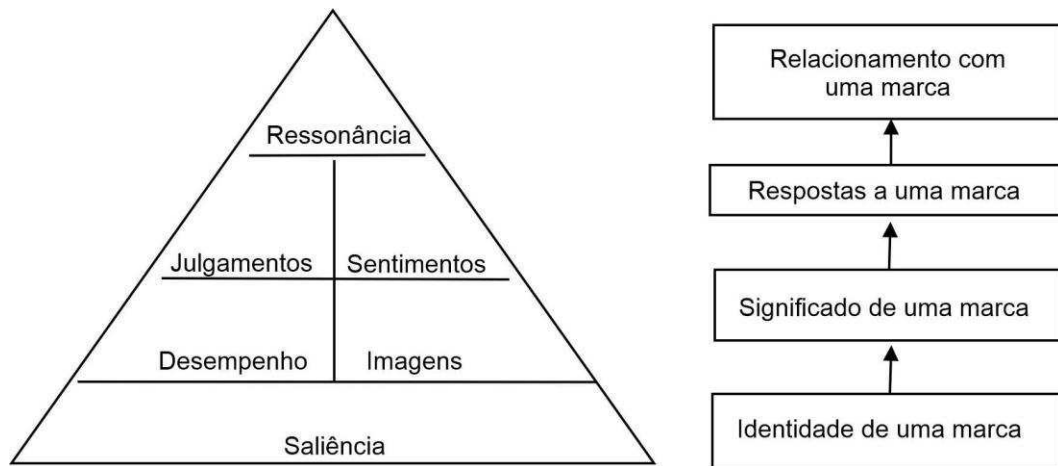 Ressonância
Julgamentos Sentimentos
Desempenho Imagens
Saliência
Relacionamento com
uma marca
Respostas a uma marca
Significado de uma marca
Identidade de uma marca